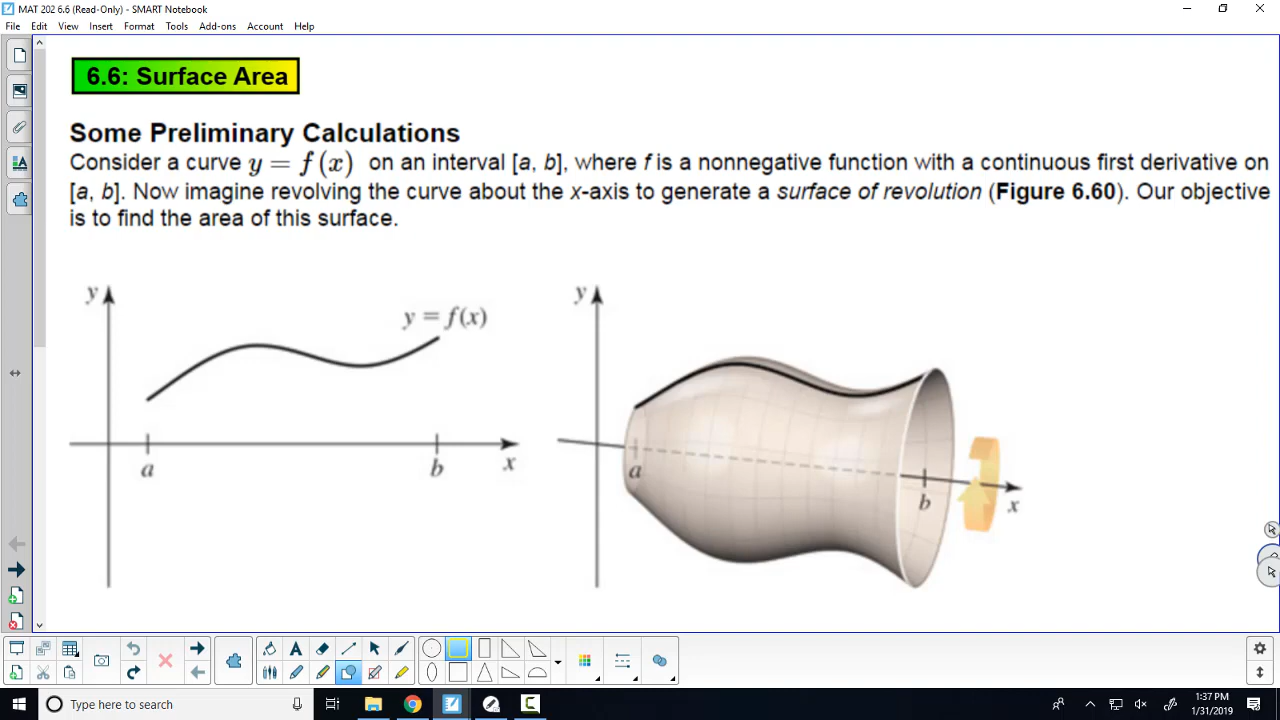 MAT 202 6.6 (Read-Only) - SMART Notebook
File Edit View Insert Format Tools Add-ons Account Help
6.6: Surface Area
Some Preliminary Calculations
Consider a curve y = f (x) on an interval [a, b], where f is a nonnegative function with a continuous first derivative on
[a, b]. Now imagine revolving the curve about the x-axis to generate a surface of revolution (Figure 6.60). Our objective
is to find the area of this surface.
y
y = f(x)
a
b
x
y
a
b
x
A
Type here to search
1:37 PM
1/31/2019